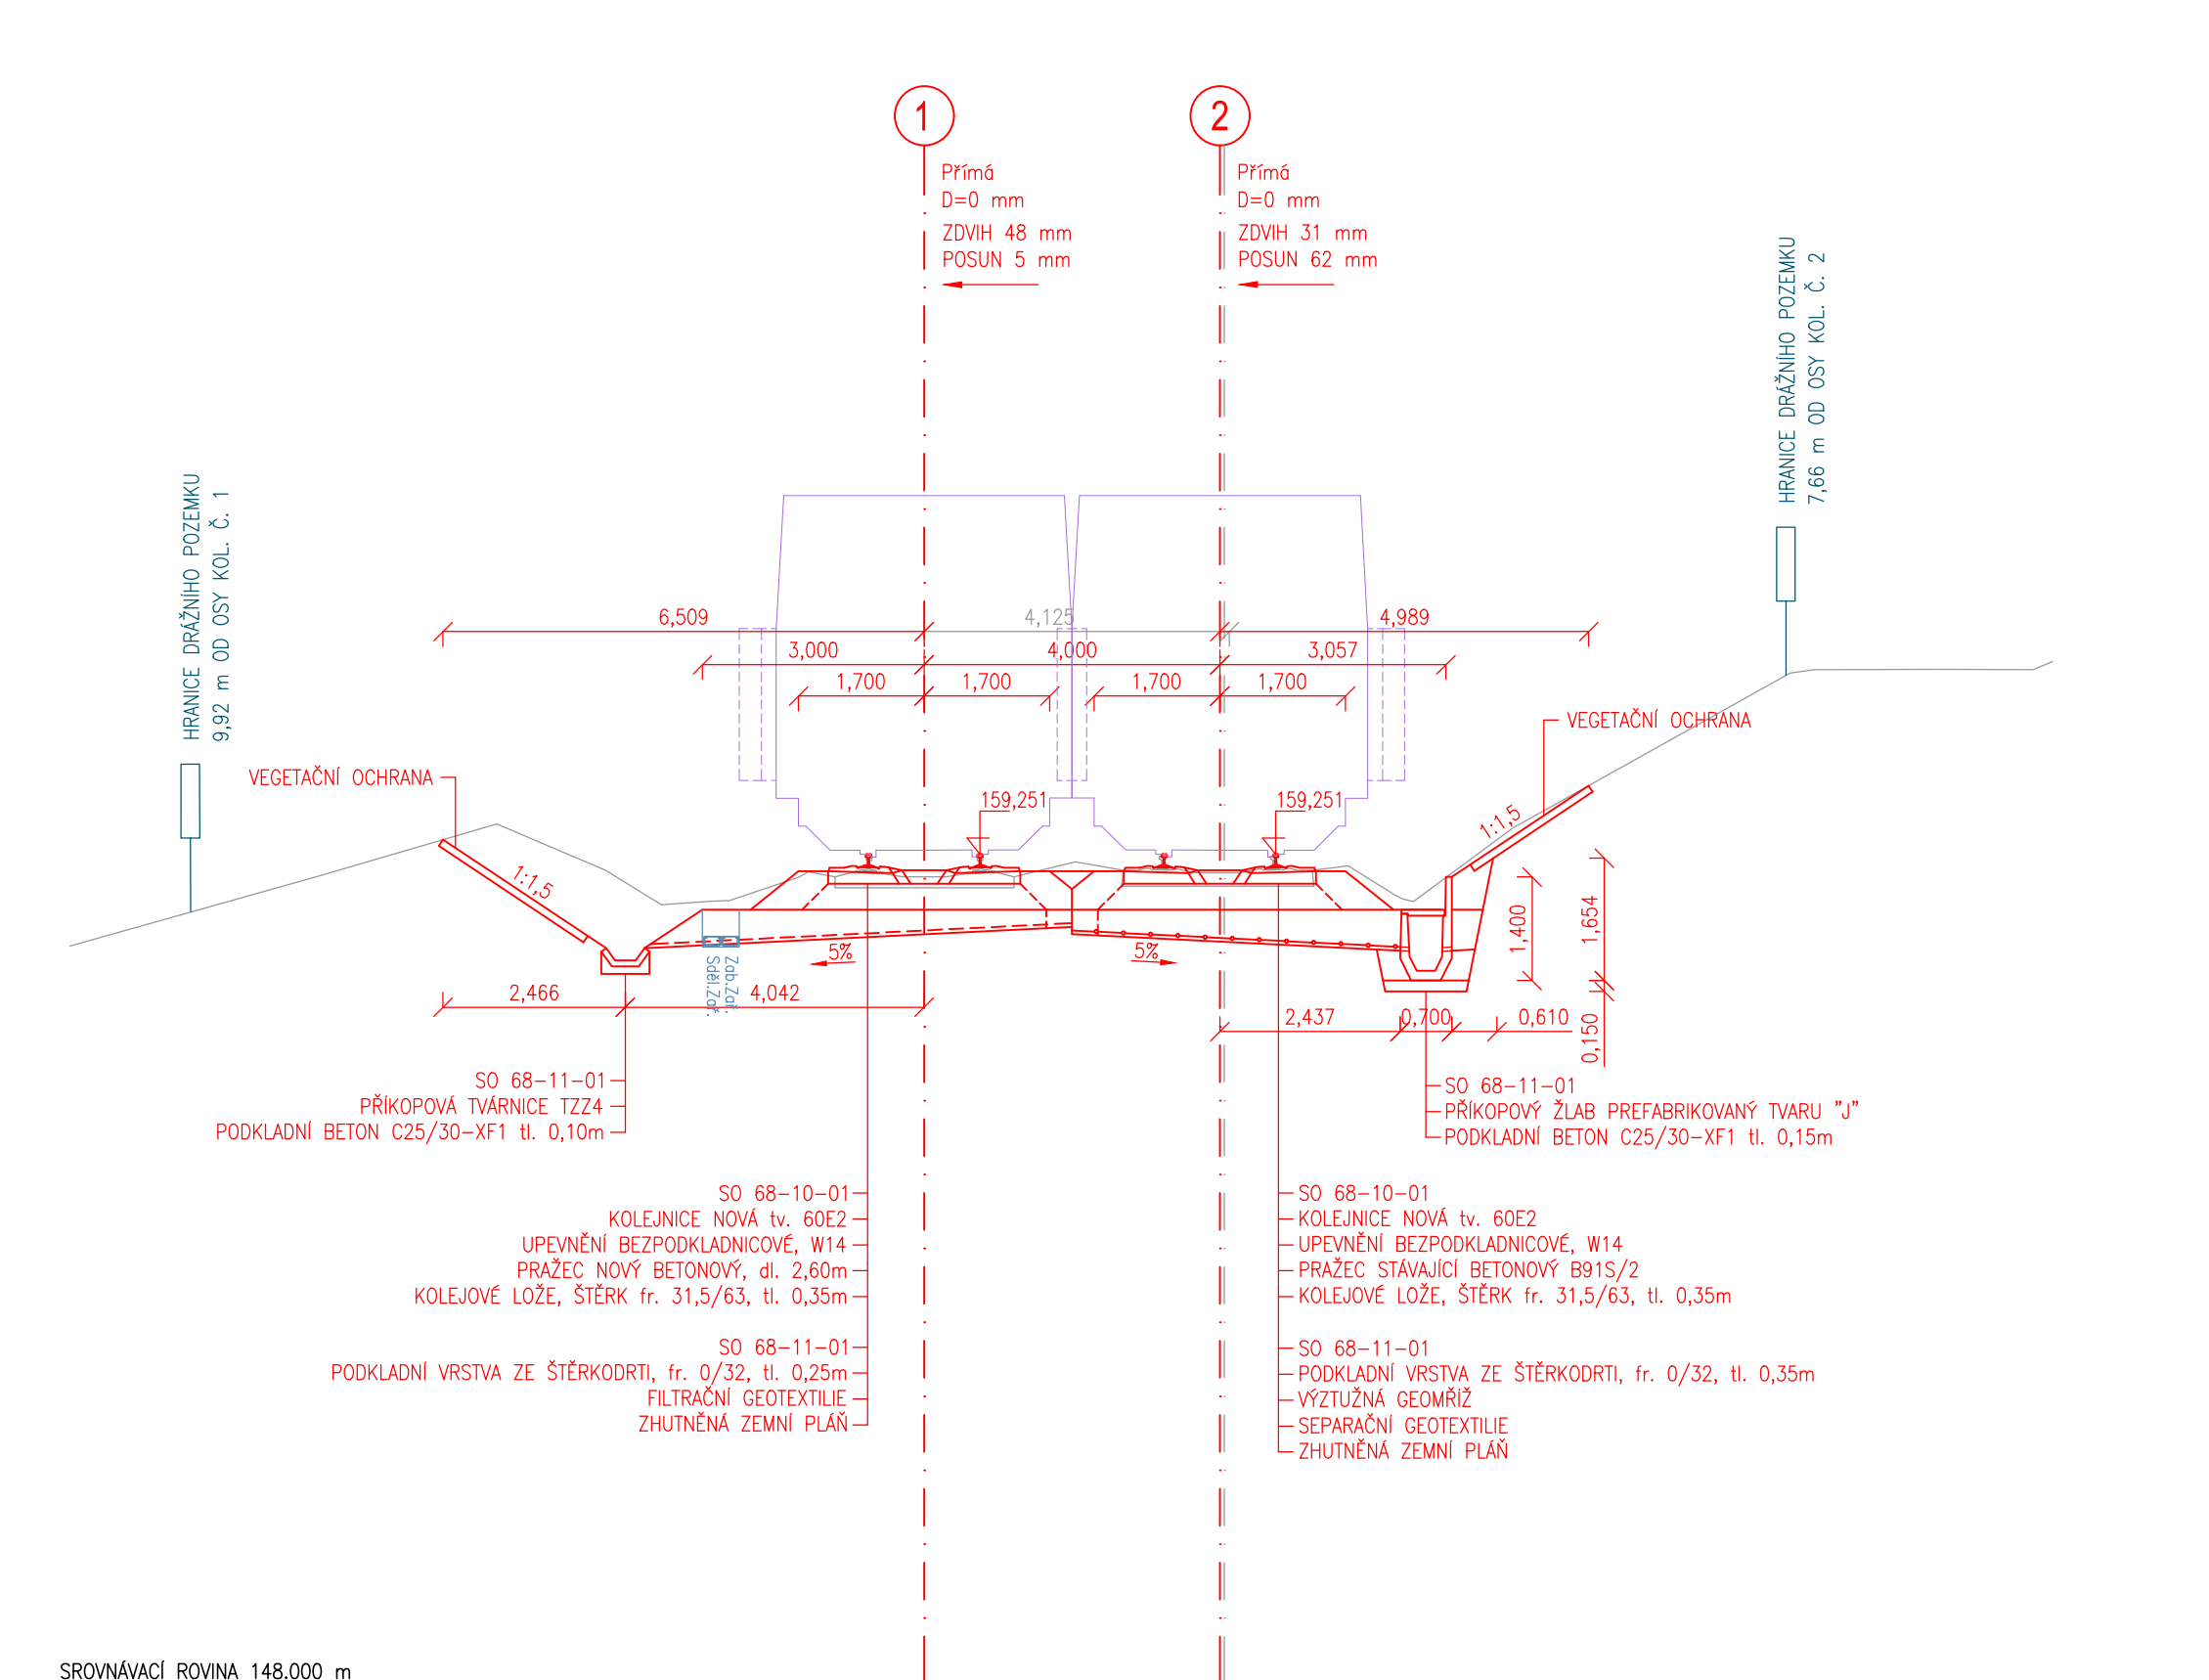 1
2
Přímá
D=0 mm
ZDVIH 48 mm
POSUN 5 mm
Přímá
D=0 mm
ZDVIH 31 mm
POSUN 62 mm
HRANICE DRÁŽNÍHO POZEMKU
7,66 m OD OSY KOL. Č. 2
HRANICE DRÁŽNÍHO POZEMKU
9,92 m OD OSY KOL. Č. 1
6,509
4,125
4,989
3,000
4,000
3,057
1,700
1,700
1,700
1,700
VEGETAČNÍ OCHRANA
VEGETAČNÍ OCHRANA
159,251
159,251
1:1,5
1:1,5
1,400
1,654
5%
5%
Zab.Zař.
Sděl.Zař.
2,466
4,042
2,437
0,700
0,610
0,150
SO 68-11-01
PŘÍKOPOVÁ TVÁRNICE TZZ4
PODKLADNÍ BETON C25/30-XF1 tl. 0,10m
SO 68-11-01
PŘÍKOPOVÝ ŽLAB PREFABRIKOVANÝ TVARU "J"
PODKLADNÍ BETON C25/30-XF1 tl. 0,15m
SO 68-10-01
KOLEJNICE NOVÁ tv. 60E2
UPEVNĚNÍ BEZPODKLADNICOVÉ, W14
PRAŽEC NOVÝ BETONOVÝ, dl. 2,60m
KOLEJOVÉ LOŽE, ŠTĚRK fr. 31,5/63, tl. 0,35m
SO 68-11-01
PODKLADNÍ VRSTVA ZE ŠTĚRKODRTI, fr. 0/32, tl. 0,25m
FILTRAČNÍ GEOTEXTILIE
ZHUTNĚNÁ ZEMNÍ PLÁŇ
SO 68-10-01
KOLEJNICE NOVÁ tv. 60E2
UPEVNĚNÍ BEZPODKLADNICOVÉ, W14
PRAŽEC STÁVAJÍCÍ BETONOVÝ B91S/2
KOLEJOVÉ LOŽE, ŠTĚRK fr. 31,5/63, tl. 0,35m
SO 68-11-01
PODKLADNÍ VRSTVA ZE ŠTĚRKODRTI, fr. 0/32, tl. 0,35m
VÝZTUŽNÁ GEOMŘÍŽ
SEPARAČNÍ GEOTEXTILIE
ZHUTNĚNÁ ZEMNÍ PLÁŇ
SROVNÁVACÍ ROVINA 148.000 m